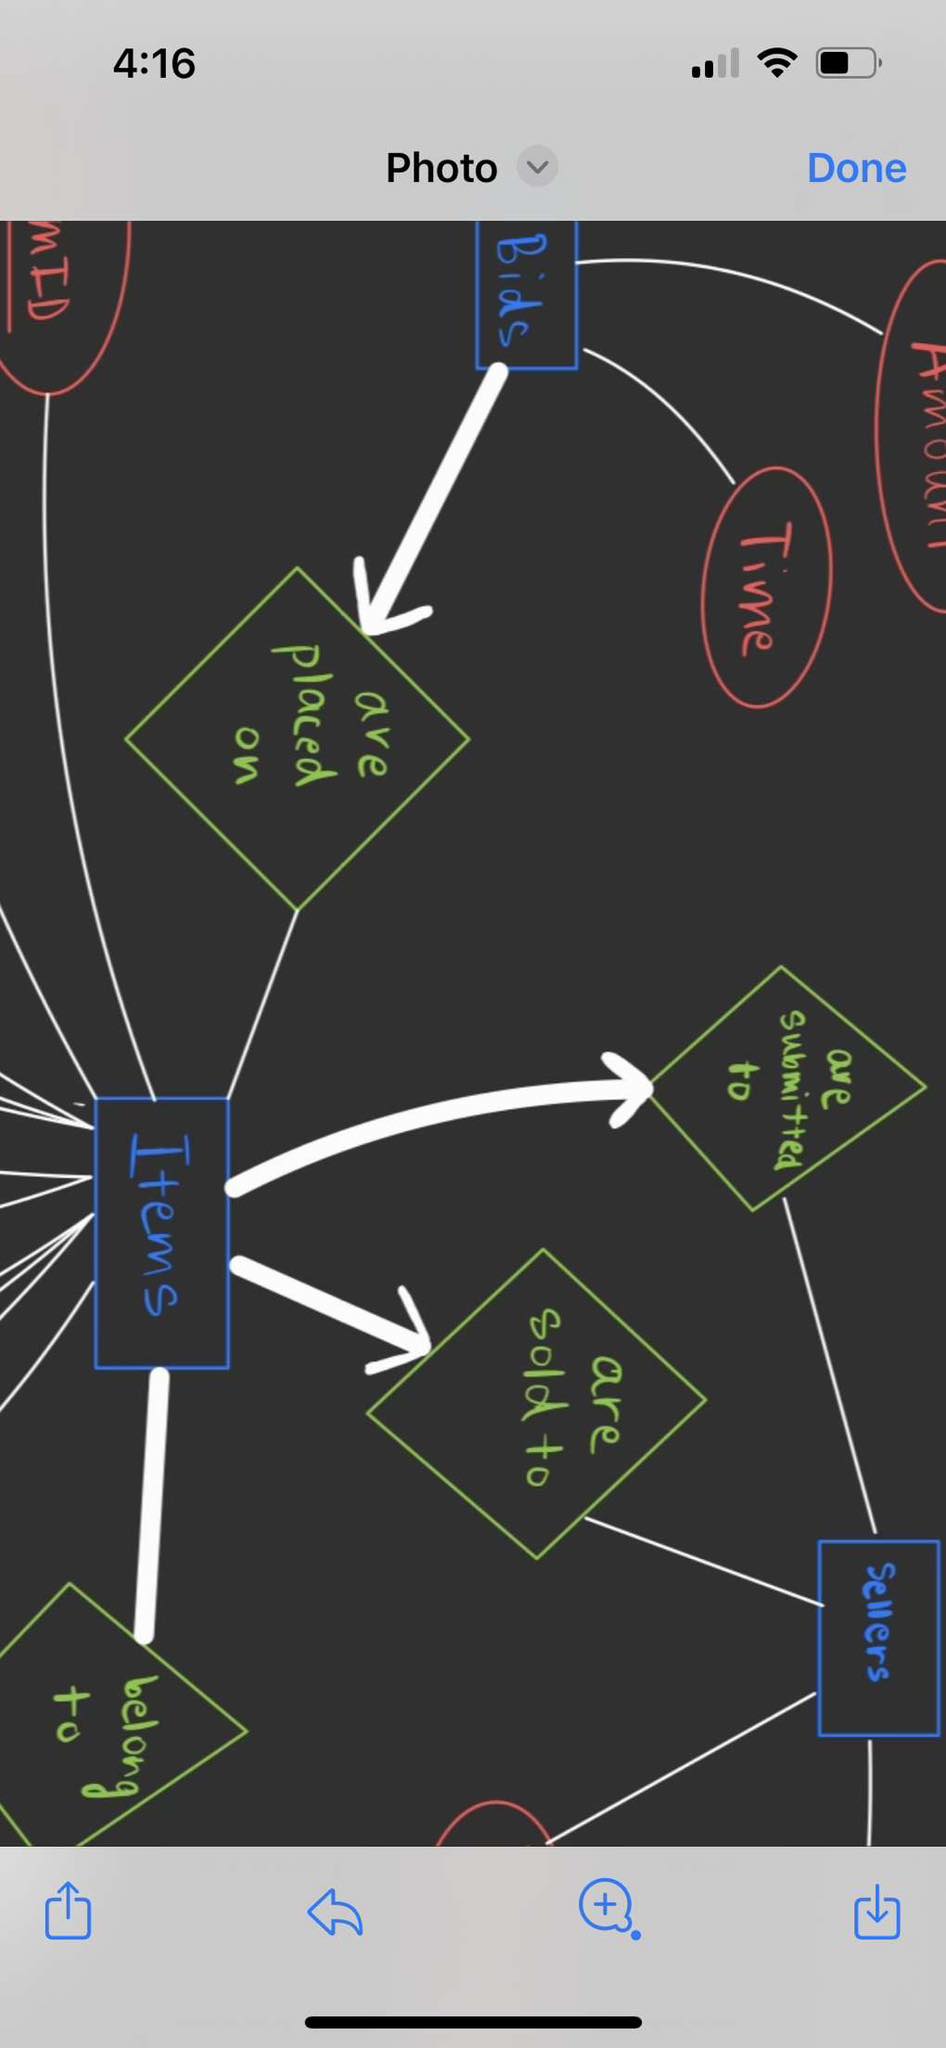 Amount
Time
Bids
are
submitted
to
Sellers
are
sold to
are
placed
on
Items
belong
to
mID
Done
Photo
4:16